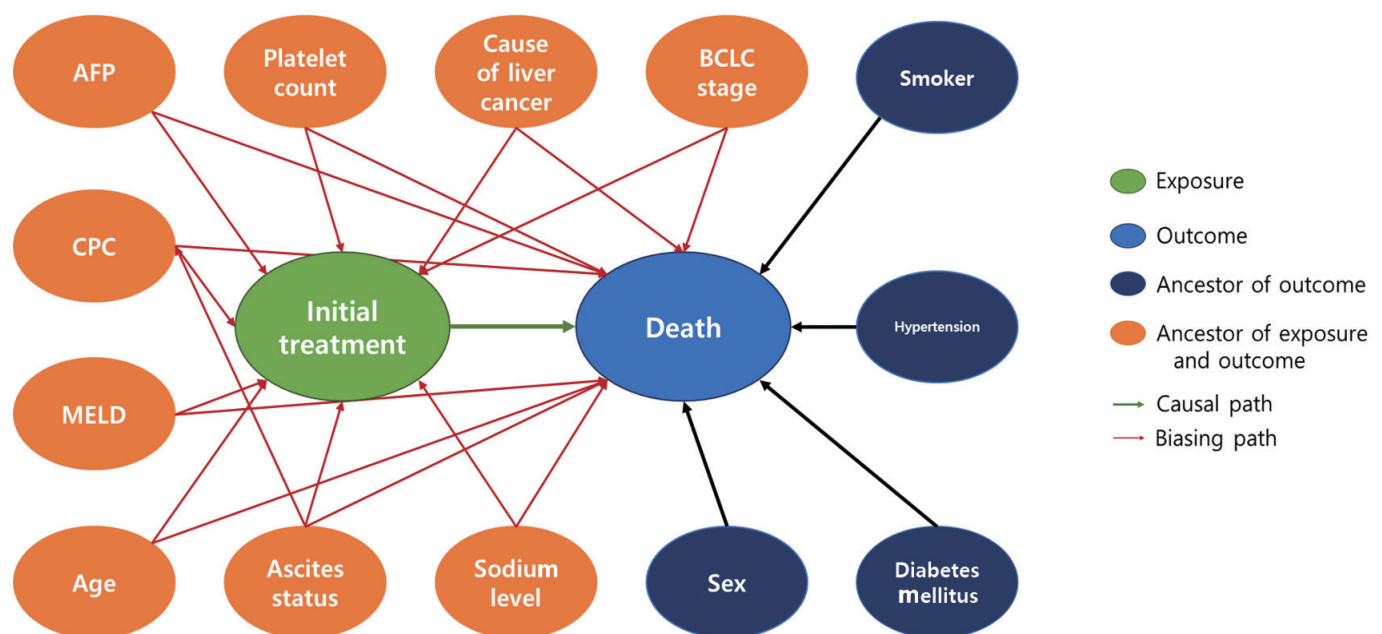 AFP
Platelet
count
Cause
of liver
cancer
BCLC
stage
Smoker
CPC
Initial
treatment
Death
Hypertension
MELD
Age
Ascites
status
Sodium
level
Sex
Diabetes
mellitus
Exposure
Outcome
Ancestor of outcome
Ancestor of exposure
and outcome
Causal path
Biasing path